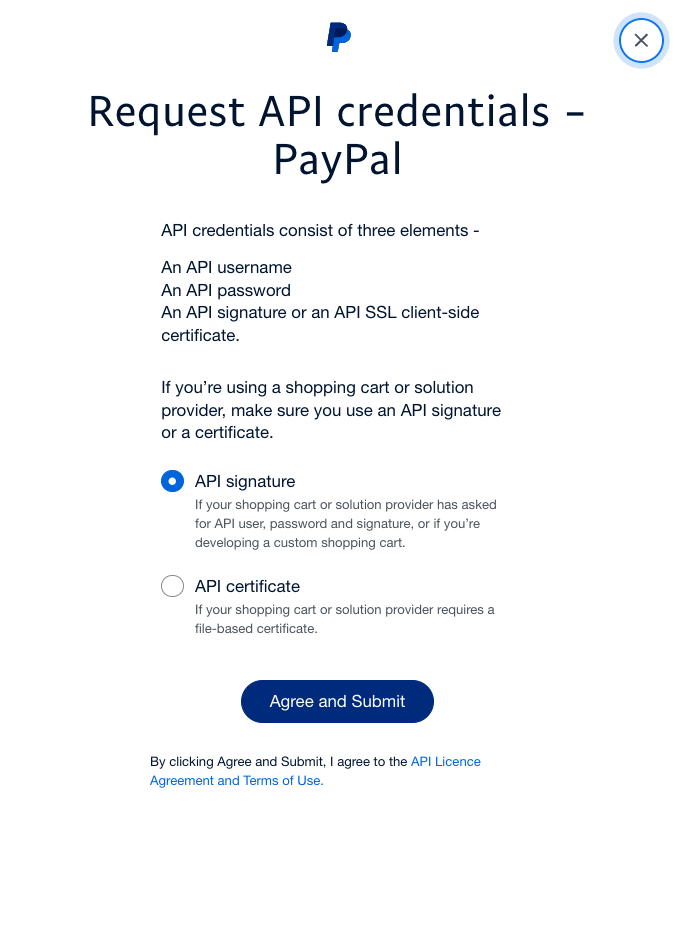 Request API credentials –
PayPal
API credentials consist of three elements -
An API username
An API password
An API signature or an API SSL client-side
certificate.
If you’re using a shopping cart or solution
provider, make sure you use an API signature
or a certificate.
API signature
If your shopping cart or solution provider has asked
for API user, password and signature, or if you’re
developing a custom shopping cart.
API certificate
If your shopping cart or solution provider requires a
file-based certificate.
Agree and Submit
By clicking Agree and Submit, I agree to the API Licence
Agreement and Terms of Use.